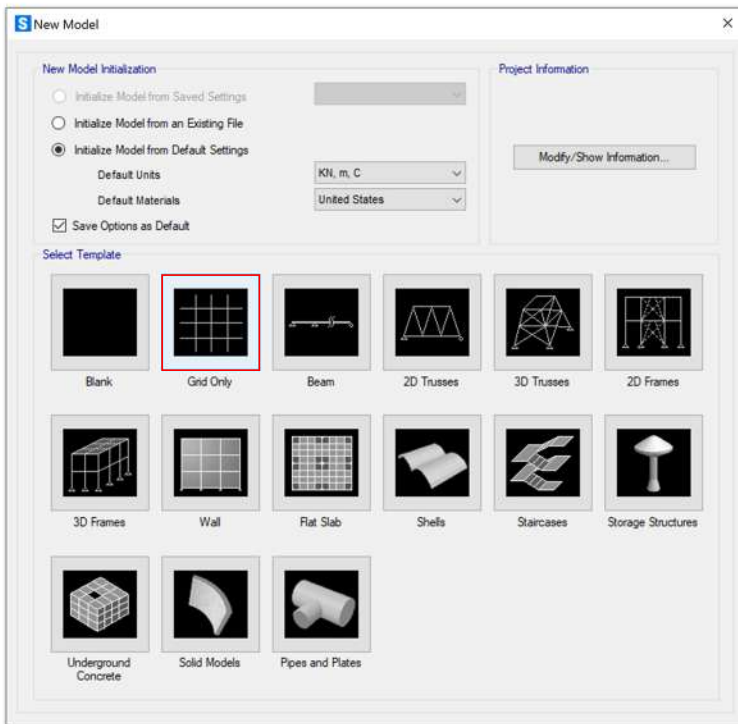 S New Model
New Model Initialization
Initialize Model from Saved Settings
Initialize Model from an Existing File
Initialize Model from Default Settings
Default Units
KN, m, C
Default Materials
United States
Save Options as Default
Project Information
Modify/Show Information...
Select Template
Blank
Grid Only
Beam
2D Trusses
3D Trusses
2D Frames
3D Frames
Wall
Flat Slab
Shells
Staircases
Storage Structures
Underground
Concrete
Solid Models
Pipes and Plates